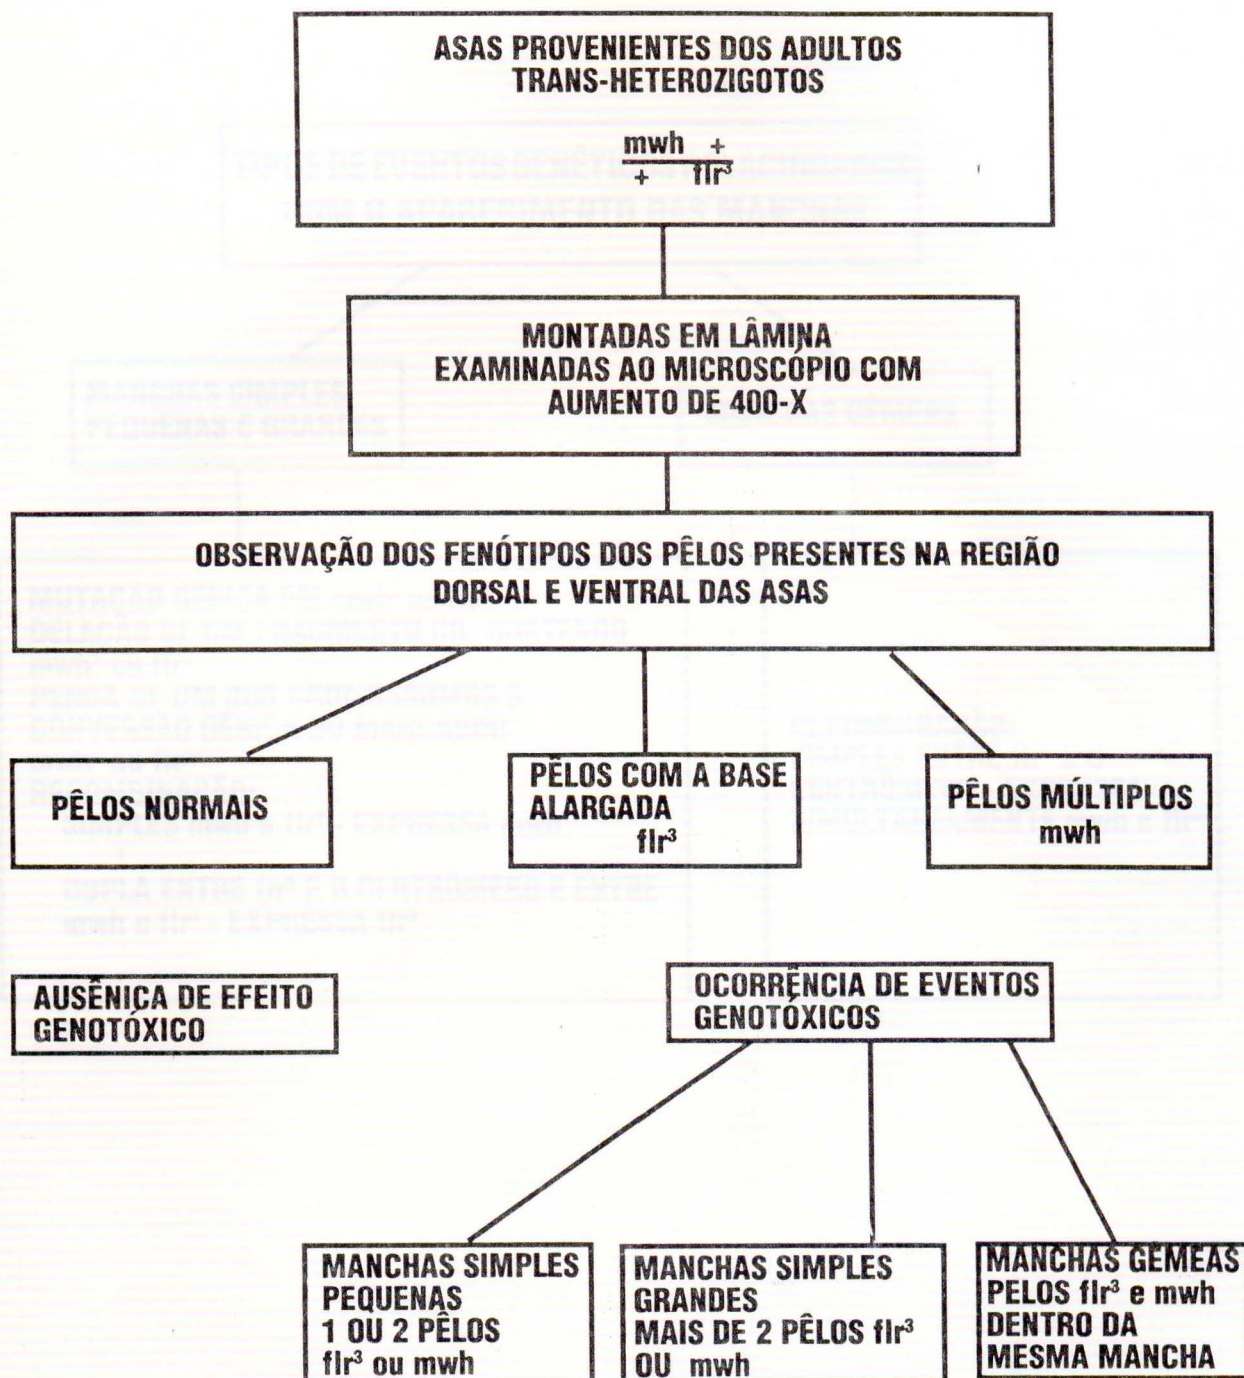 ASAS PROVENIENTES DOS ADULTOS
TRANS-HETEROZIGOTOS
mwh +
+ flr³
MONTADAS EM LÂMINA
EXAMINADAS AO MICROSCÓPIO COM
AUMENTO DE 400-X
OBSERVAÇÃO DOS FENÓTIPOS DOS PÊLOS PRESENTES NA REGIÃO
DORSAL E VENTRAL DAS ASAS
PÊLOS NORMAIS
PÊLOS COM A BASE
ALARGADA
flr³
PÊLOS MÚLTIPLOS
mwh
AUSÊNIÇA DE EFEITO
GENOTÓXICO
OCORRÊNCIA DE EVENTOS
GENOTÓXICOS
MANCHAS SIMPLES
PEQUENAS
1 OU 2 PÊLOS
flr³ ou mwh
MANCHAS SIMPLES
GRANDES
MAIS DE 2 PÊLOS flr³
OU mwh
MANCHAS GEMEAS
PELOS flr³ e mwh
DENTRO DA
MESMA MANCHA